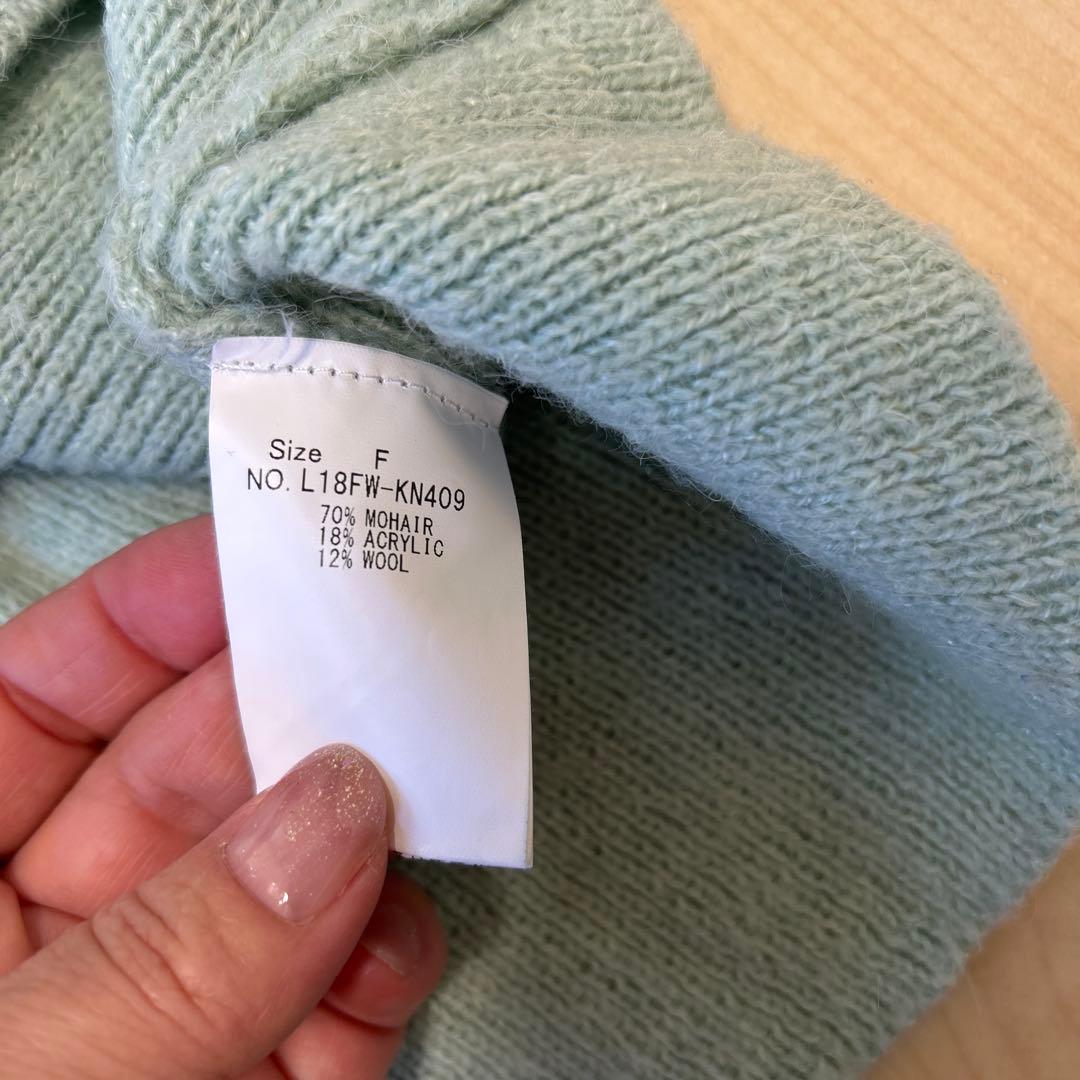 Size F
NO. L18FW-KN409
70% MOHAIR
18% ACRYLIC
12% WOOL